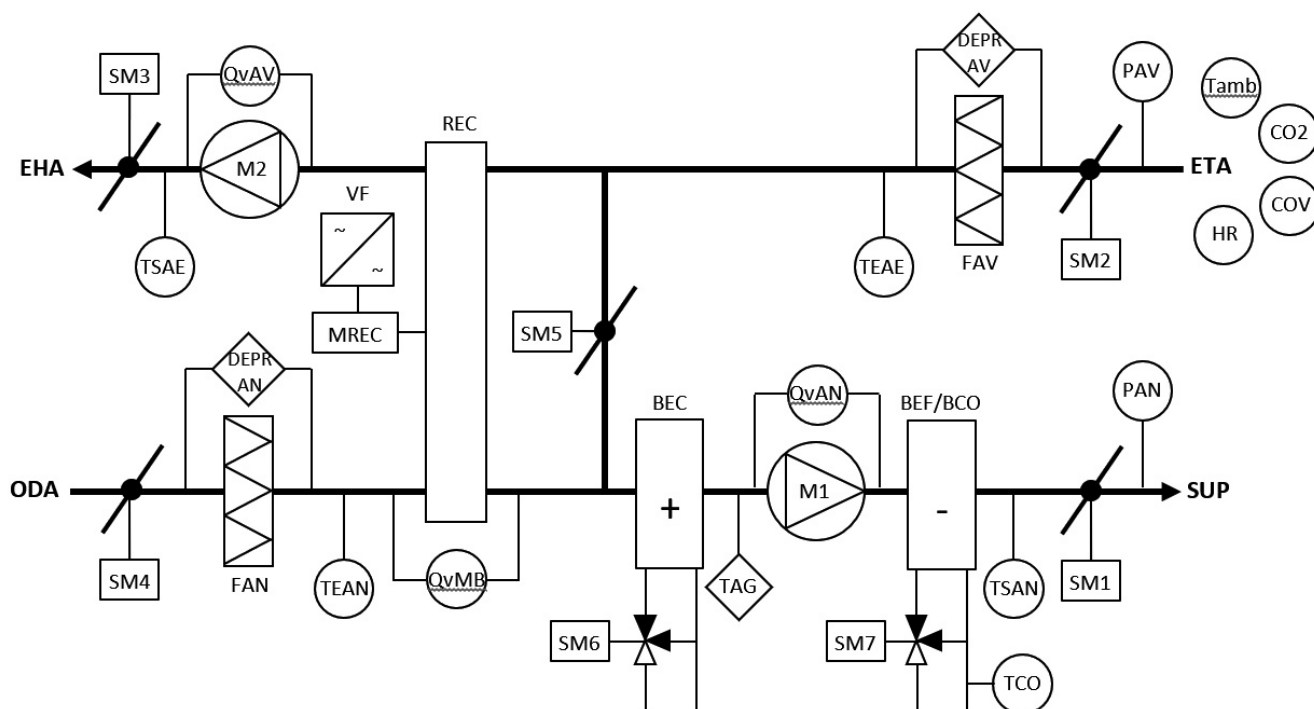 DEPR
AV
SM3
QvAV
PAV
Tamb
REC
CO2
EHA
M2
ETA
VF
~
~
COV
HR
TSAE
TEAE
FAV
SM2
MREC
SM5
DEPR
AN
BEC
QvAN
BEF/BCO
PAN
ODA
M1
SUP
+
-
SM4
FAN
TEAN
QvMB
TAG
TSAN
SM1
SM6
SM7
TCO